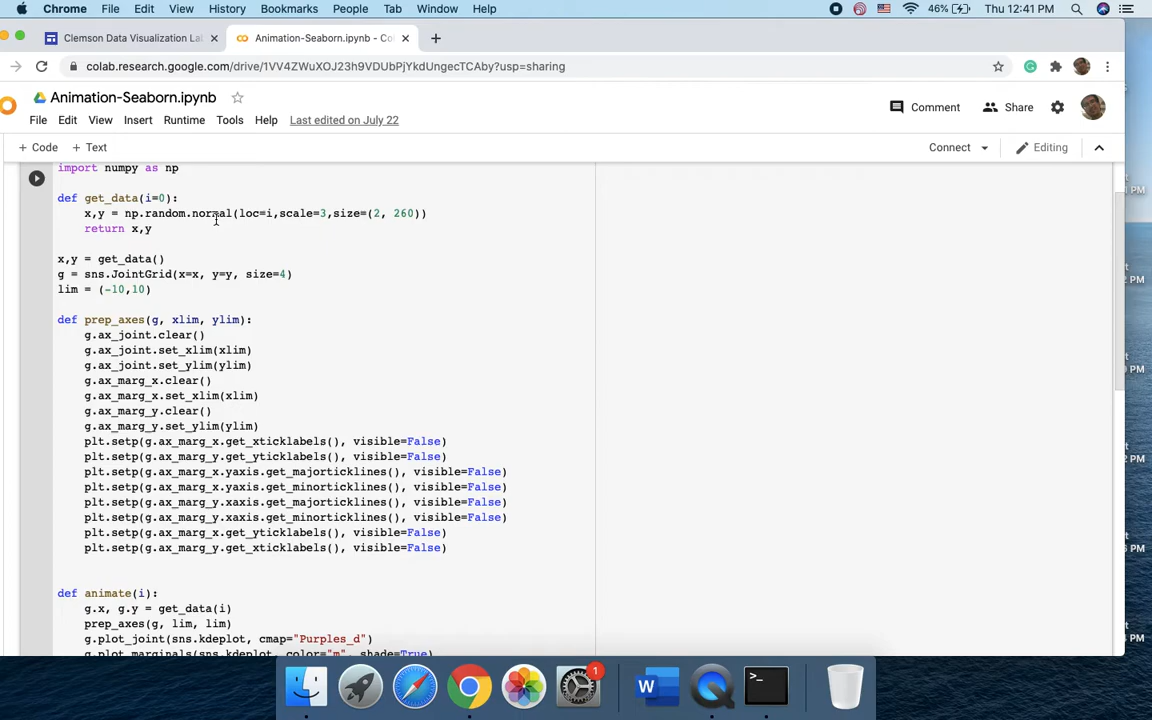 Chrome File Edit View History Bookmarks People Tab Window Help 46% Thu 12:41 PM
Clemson Data Visualization La Animation-Seaborn.ipynb - Co
colab.research.google.com/drive/1VV4ZWuXOJ23h9VDUbPjYkdUngecTCAby?usp=sharing
Animation-Seaborn.ipynb
Comment Share
File Edit View Insert Runtime Tools Help Last edited on July 22
+ Code + Text Connect Editing
import numpy as np
def get_data(i=0):
x,y = np.random.normal(loc=i,scale=3,size=(2, 260))
return x,y
x,y = get_data()
g = sns.JointGrid(x=x, y=y, size=4)
lim = (-10,10)
def prep_axes(g, xlim, ylim):
g.ax_joint.clear()
g.ax_joint.set_xlim(xlim)
g.ax_joint.set_ylim(ylim)
g.ax_marg_x.clear()
g.ax_marg_x.set_xlim(xlim)
g.ax_marg_y.clear()
g.ax_marg_y.set_ylim(ylim)
plt.setp(g.ax_marg_x.get_xticklabels(), visible=False)
plt.setp(g.ax_marg_y.get_yticklabels(), visible=False)
plt.setp(g.ax_marg_x.yaxis.get_majorticklines(), visible=False)
plt.setp(g.ax_marg_x.yaxis.get_minorticklines(), visible=False)
plt.setp(g.ax_marg_y.xaxis.get_majorticklines(), visible=False)
plt.setp(g.ax_marg_y.xaxis.get_minorticklines(), visible=False)
plt.setp(g.ax_marg_x.get_yticklabels(), visible=False)
plt.setp(g.ax_marg_y.get_xticklabels(), visible=False)
def animate(i):
g.x, g.y = get_data(i)
prep_axes(g, lim, lim)
g.plot_joint(sns.kdeplot, cmap="Purples_d")
g.plot_marginals(sns.kdeplot, color="m", shade=True)
1
W
>_